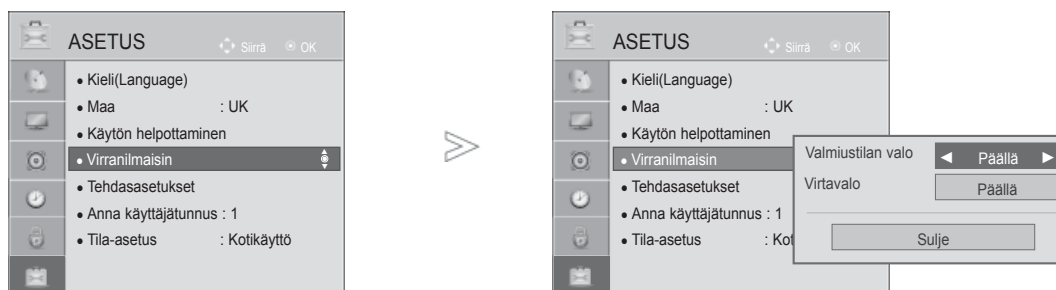 ASETUS Siirrä OK
• Kieli(Language)
• Maa : UK
• Käytön helpottaminen
• Virranilmaisin
• Tehdasasetukset
• Anna käyttäjätunnus : 1
• Tila-asetus : Kotikäyttö
ASETUS Siirrä OK
• Kieli(Language)
• Maa : UK
• Käytön helpottaminen
• Virranilmaisin
• Tehdasasetukset
• Anna käyttäjätunnus : 1
• Tila-asetus : Kot
Valmiustilan valo ◄ Päällä ►
Virtavalo Päällä
Sulje